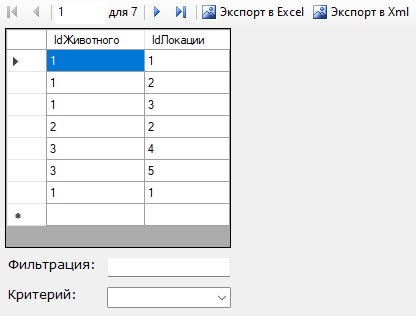 1 для 7 Экспорт в Excel Экспорт в Xml
IdЖивотного IdЛокации
1 1
1 2
1 3
2 2
3 4
3 5
1 1
Фильтрация:
Критерий: